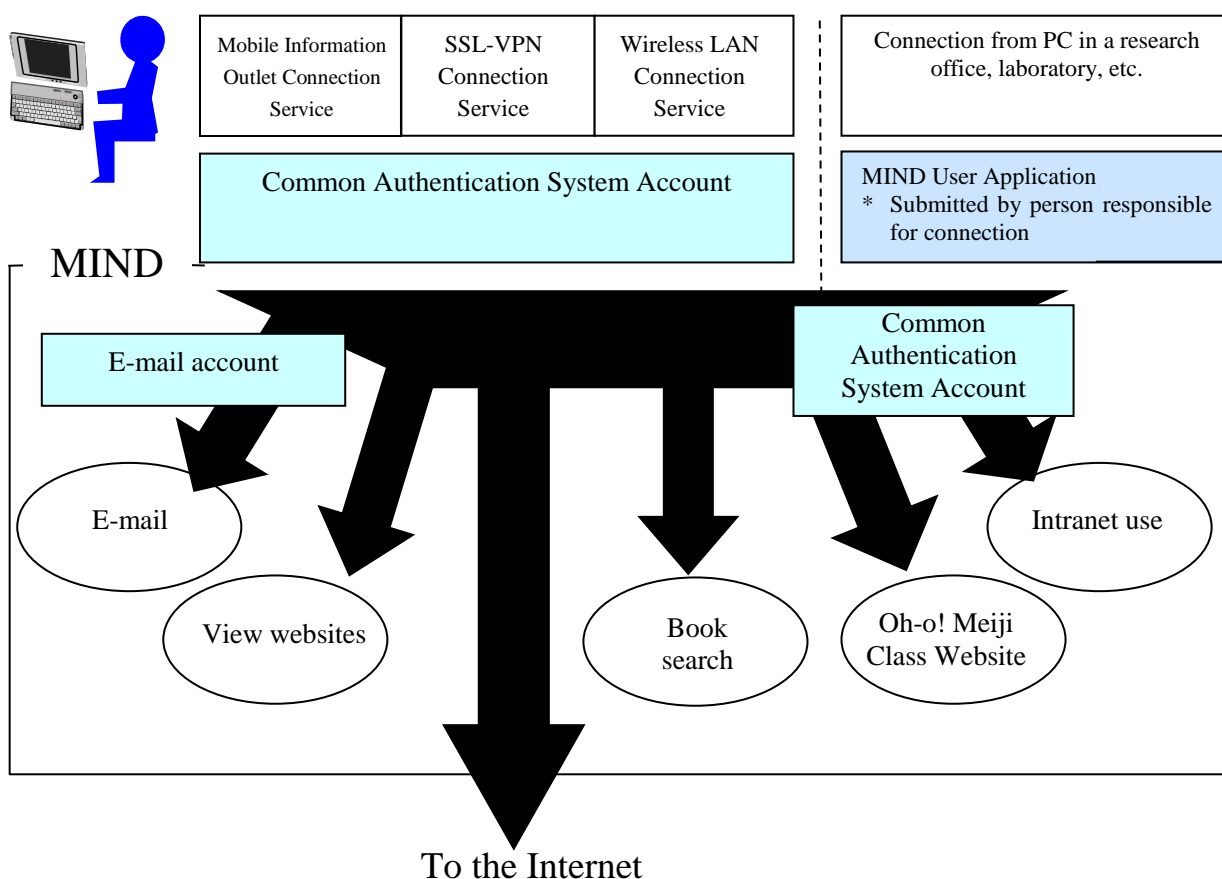 Mobile Information
Outlet Connection
Service
SSL-VPN
Connection
Service
Wireless LAN
Connection
Service
Connection from PC in a research
office, laboratory, etc.
Common Authentication System Account
MIND User Application
* Submitted by person responsible
for connection
MIND
E-mail account
Common
Authentication
System Account
E-mail
Intranet use
View websites
Book
search
Oh-o! Meiji
Class Website
To the Internet